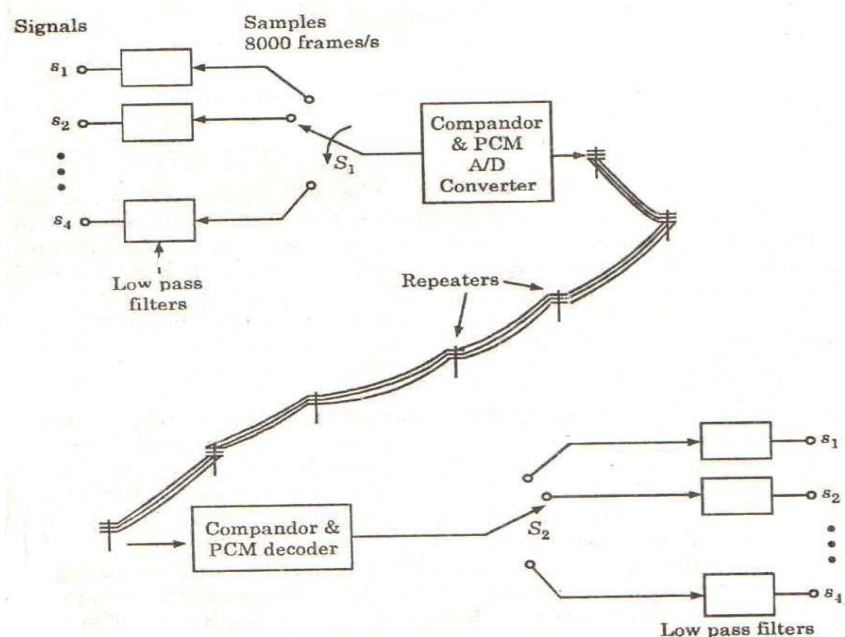 Signals
Samples
8000 frames/s
s₁
s₂
S₁
s₄
Compandor
& PCM
A/D
Converter
Low pass
filters
Repeaters
Compandor &
PCM decoder
S₂
s₁
s₂
s₄
Low pass filters